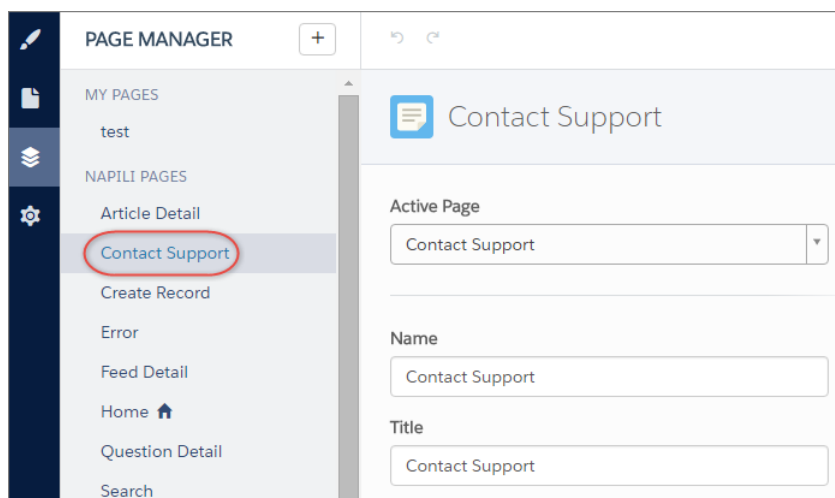 PAGE MANAGER
+
MY PAGES
test
NAPILI PAGES
Article Detail
Contact Support
Create Record
Error
Feed Detail
Home
Question Detail
Search
Contact Support
Active Page
Contact Support
Name
Contact Support
Title
Contact Support